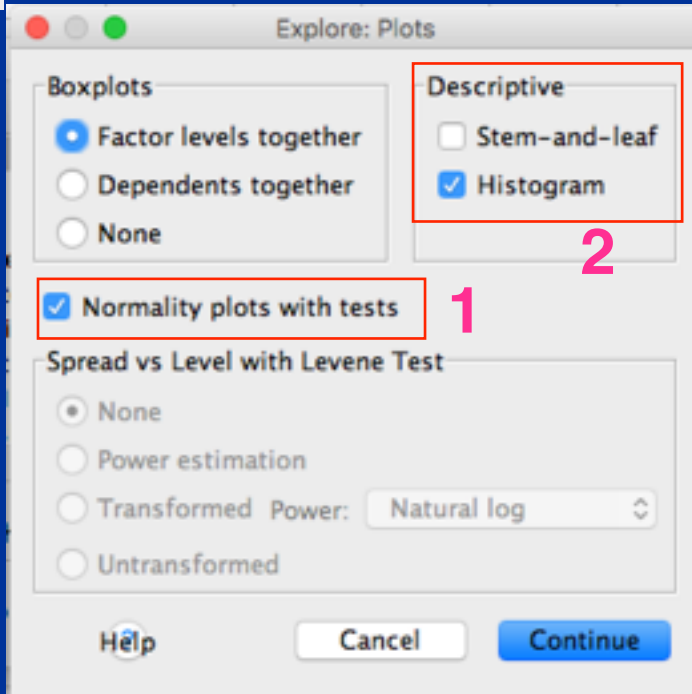 Explore: Plots
Boxplots
Factor levels together
Dependents together
None
Descriptive
Stem-and-leaf
Histogram
2
Normality plots with tests
1
Spread vs Level with Levene Test
None
Power estimation
Transformed Power: Natural log
Untransformed
Help
Cancel
Continue